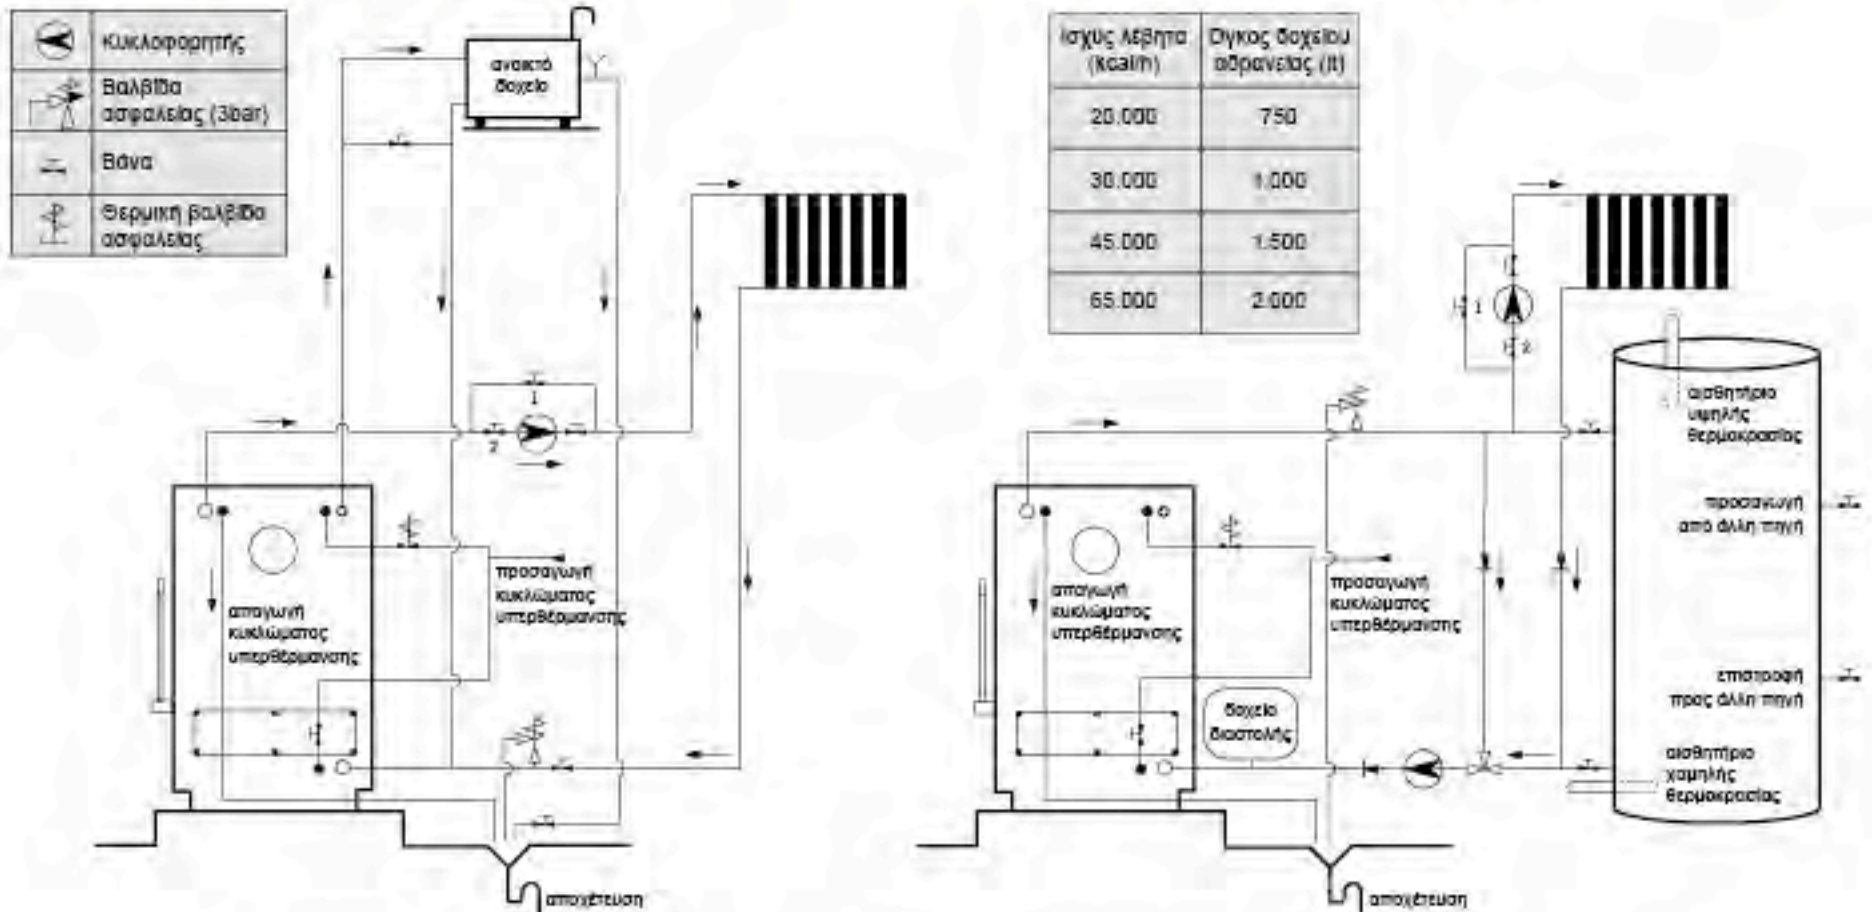 κυκλοφορητής
Βαλβίδα
ασφαλείας (3bar)
Βάνα
Θερμική βαλβίδα
ασφαλείας
ανοικτό
δοχείο
1
2
προσαγωγή
κυκλώματος
υπερθέρμανσης
απαγωγή
κυκλώματος
υπερθέρμανσης
αποχέτευση
Ισχύς λέβητα
(kcal/h)
Όγκος δοχείου
αδρανείας (lt)
20.000
750
30.000
1.000
45.000
1.500
65.000
2.000
1
2
αισθητήριο
υψηλής
θερμοκρασίας
προσαγωγή
από άλλη πηγή
προσαγωγή
κυκλώματος
υπερθέρμανσης
απαγωγή
κυκλώματος
υπερθέρμανσης
επιστροφή
προς άλλη πηγή
δοχείο
διαστολής
αισθητήριο
χαμηλής
θερμοκρασίας
αποχέτευση